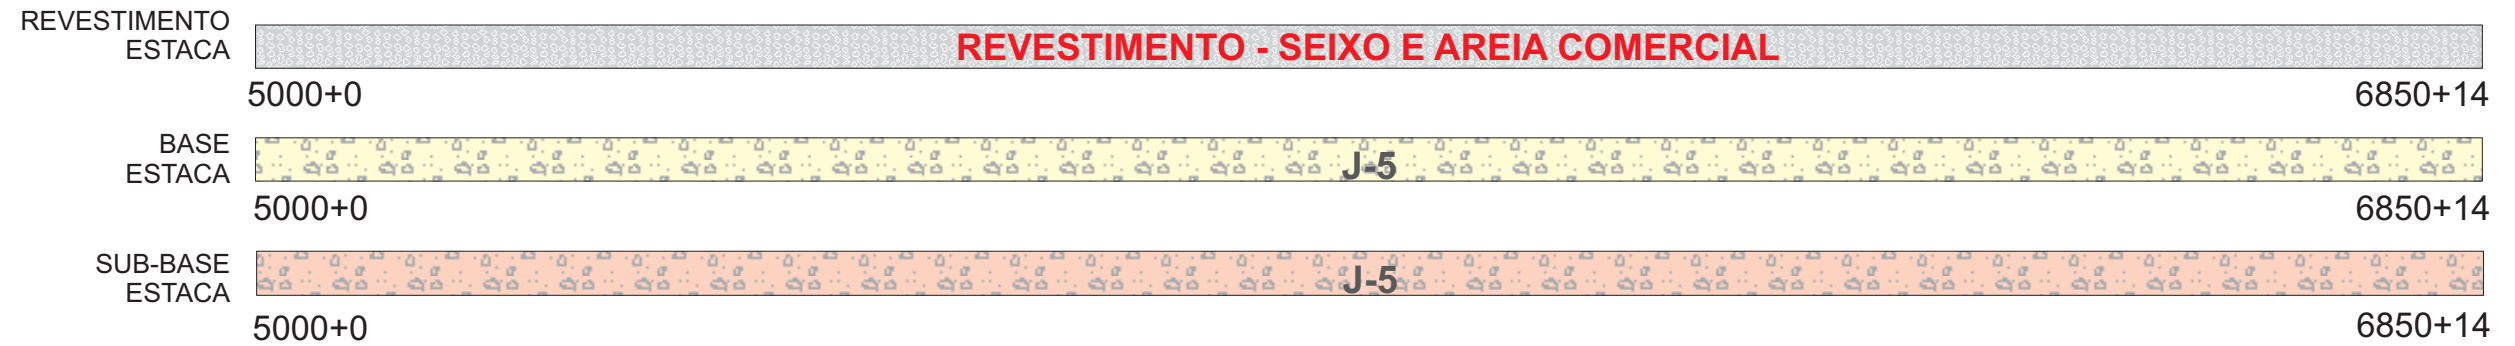 REVESTIMENTO
ESTACA
REVESTIMENTO - SEIXO E AREIA COMERCIAL
5000+0
6850+14
BASE
ESTACA
J-5
5000+0
6850+14
SUB-BASE
ESTACA
J-5
5000+0
6850+14